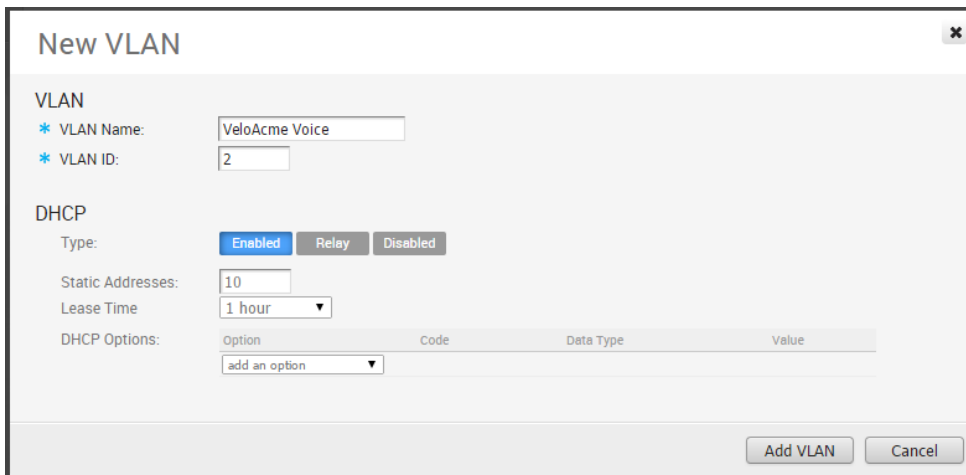 New VLAN
VLAN
* VLAN Name: VeloAcme Voice
* VLAN ID: 2
DHCP
Type: Enabled Relay Disabled
Static Addresses: 10
Lease Time 1 hour
DHCP Options: Option Code Data Type Value
add an option
Add VLAN Cancel